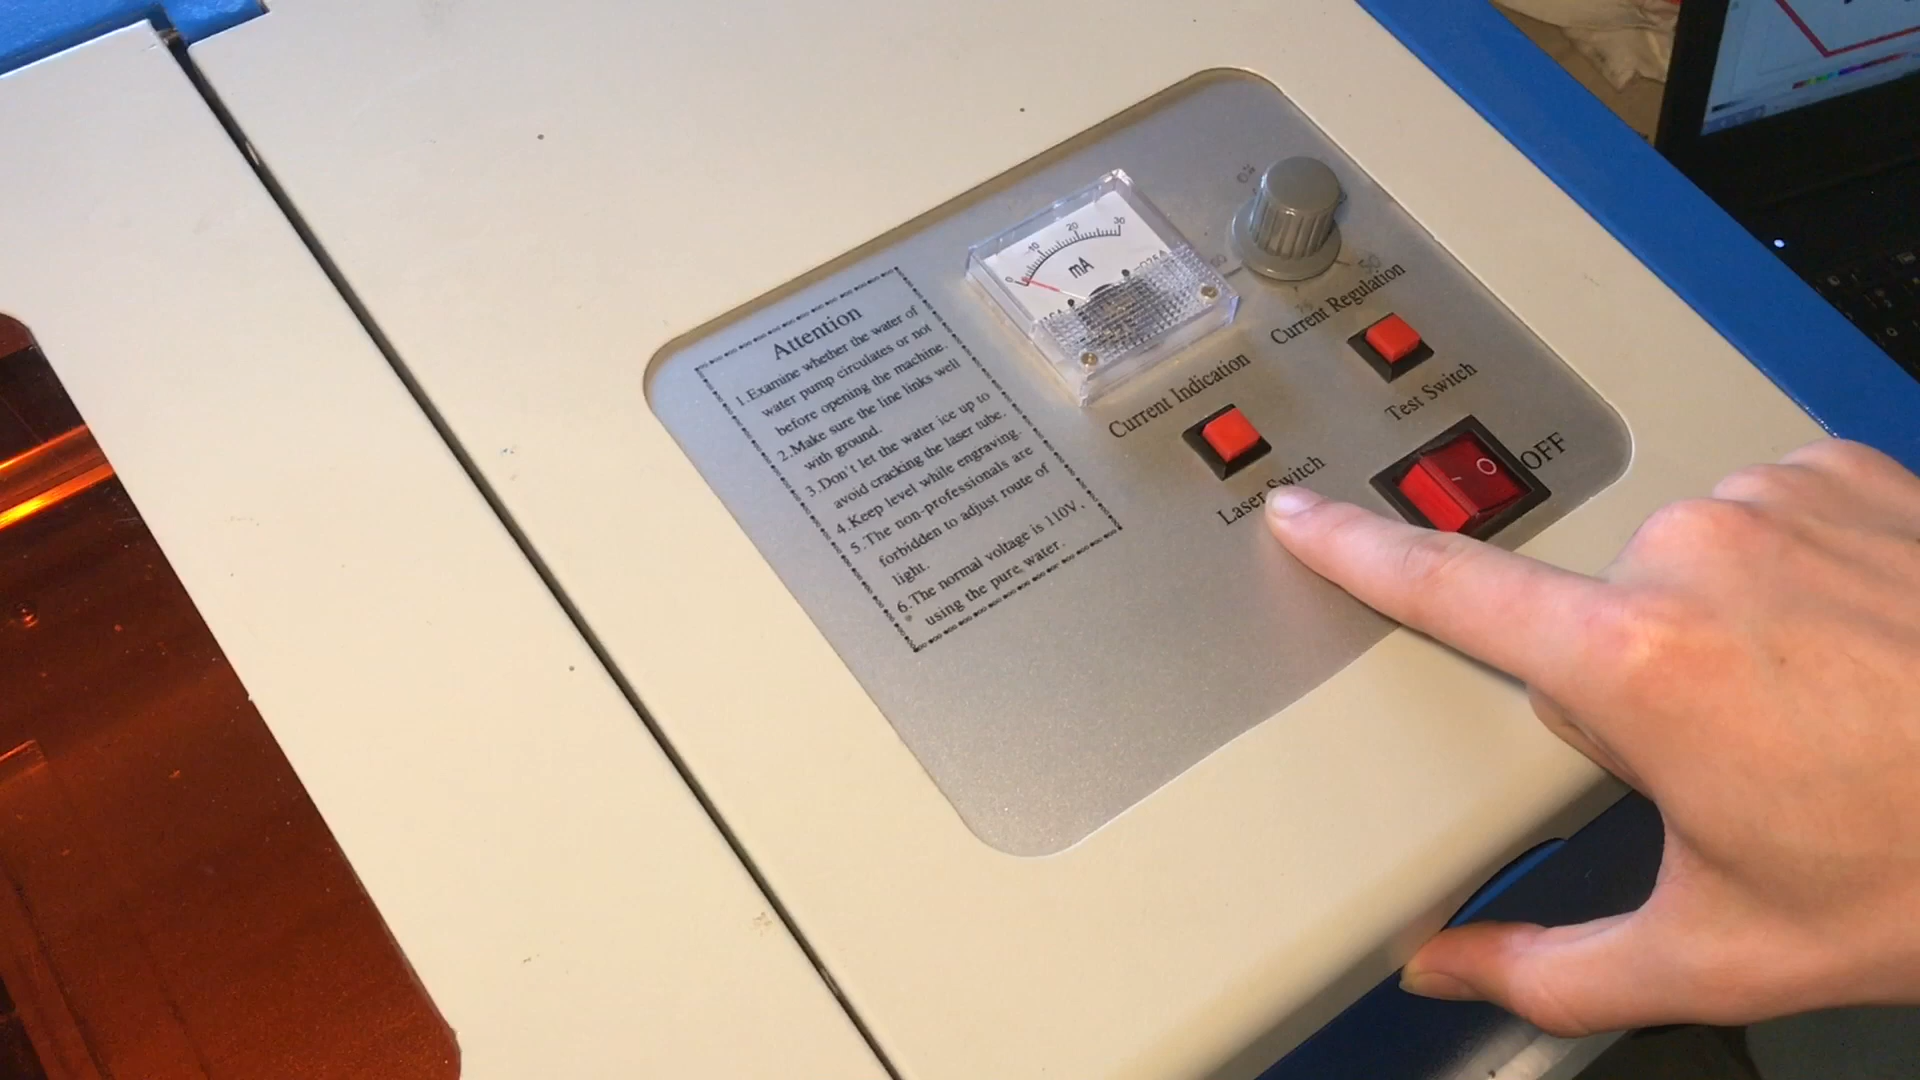 Attention
1.Examine whether the water of
water pump circulates or not
before opening the machine.
2.Make sure the line links well
with ground.
3.Don't let the water ice up to
avoid cracking the laser tube.
4.Keep level while engraving.
5.The non-professionals are
forbidden to adjust route of
light.
6.The normal voltage is 110V,
using the pure water.
0 10 20 30
mA
Current Indication
0%
50
Current Regulation
Test Switch
Laser Switch
OFF